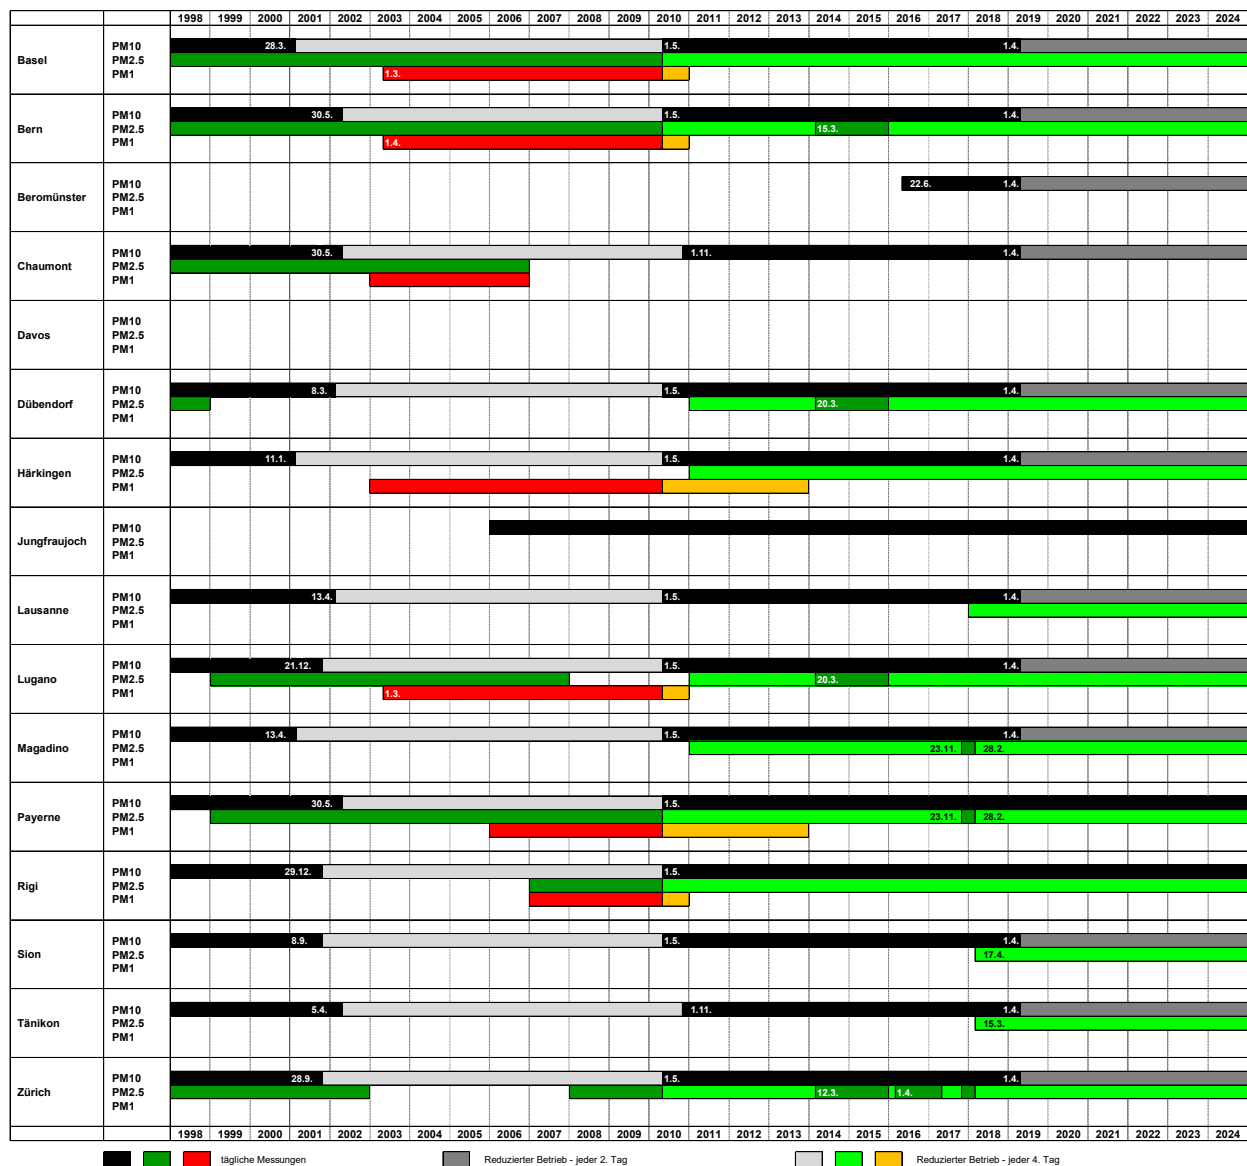 1998 1999 2000 2001 2002 2003 2004 2005 2006 2007 2008 2009 2010 2011 2012 2013 2014 2015 2016 2017 2018 2019 2020 2021 2022 2023 2024
Basel
PM10 28.3. 1.5. 1.4.
PM2.5
PM1 1.3.
Bern
PM10 30.5. 1.5. 1.4.
PM2.5 15.3.
PM1 1.4.
Beromünster
PM10 22.6. 1.4.
PM2.5
PM1
Chaumont
PM10 30.5. 1.11. 1.4.
PM2.5
PM1
Davos
PM10
PM2.5
PM1
Dübendorf
PM10 8.3. 1.5. 1.4.
PM2.5 20.3.
PM1
Härkingen
PM10 11.1. 1.5. 1.4.
PM2.5
PM1
Jungfraujoch
PM10
PM2.5
PM1
Lausanne
PM10 13.4. 1.5. 1.4.
PM2.5
PM1
Lugano
PM10 21.12. 1.5. 1.4.
PM2.5 20.3.
PM1 1.3.
Magadino
PM10 13.4. 1.5. 1.4.
PM2.5 23.11. 28.2.
PM1
Payerne
PM10 30.5. 1.5.
PM2.5 23.11. 28.2.
PM1
Rigi
PM10 29.12. 1.5.
PM2.5
PM1
Sion
PM10 8.9. 1.5. 1.4.
PM2.5 17.4.
PM1
Tänikon
PM10 5.4. 1.11. 1.4.
PM2.5 15.3.
PM1
Zürich
PM10 28.9. 1.5. 1.4.
PM2.5 12.3. 1.4.
PM1
1998 1999 2000 2001 2002 2003 2004 2005 2006 2007 2008 2009 2010 2011 2012 2013 2014 2015 2016 2017 2018 2019 2020 2021 2022 2023 2024
tägliche Messungen Reduzierter Betrieb - jeder 2. Tag Reduzierter Betrieb - jeder 4. Tag